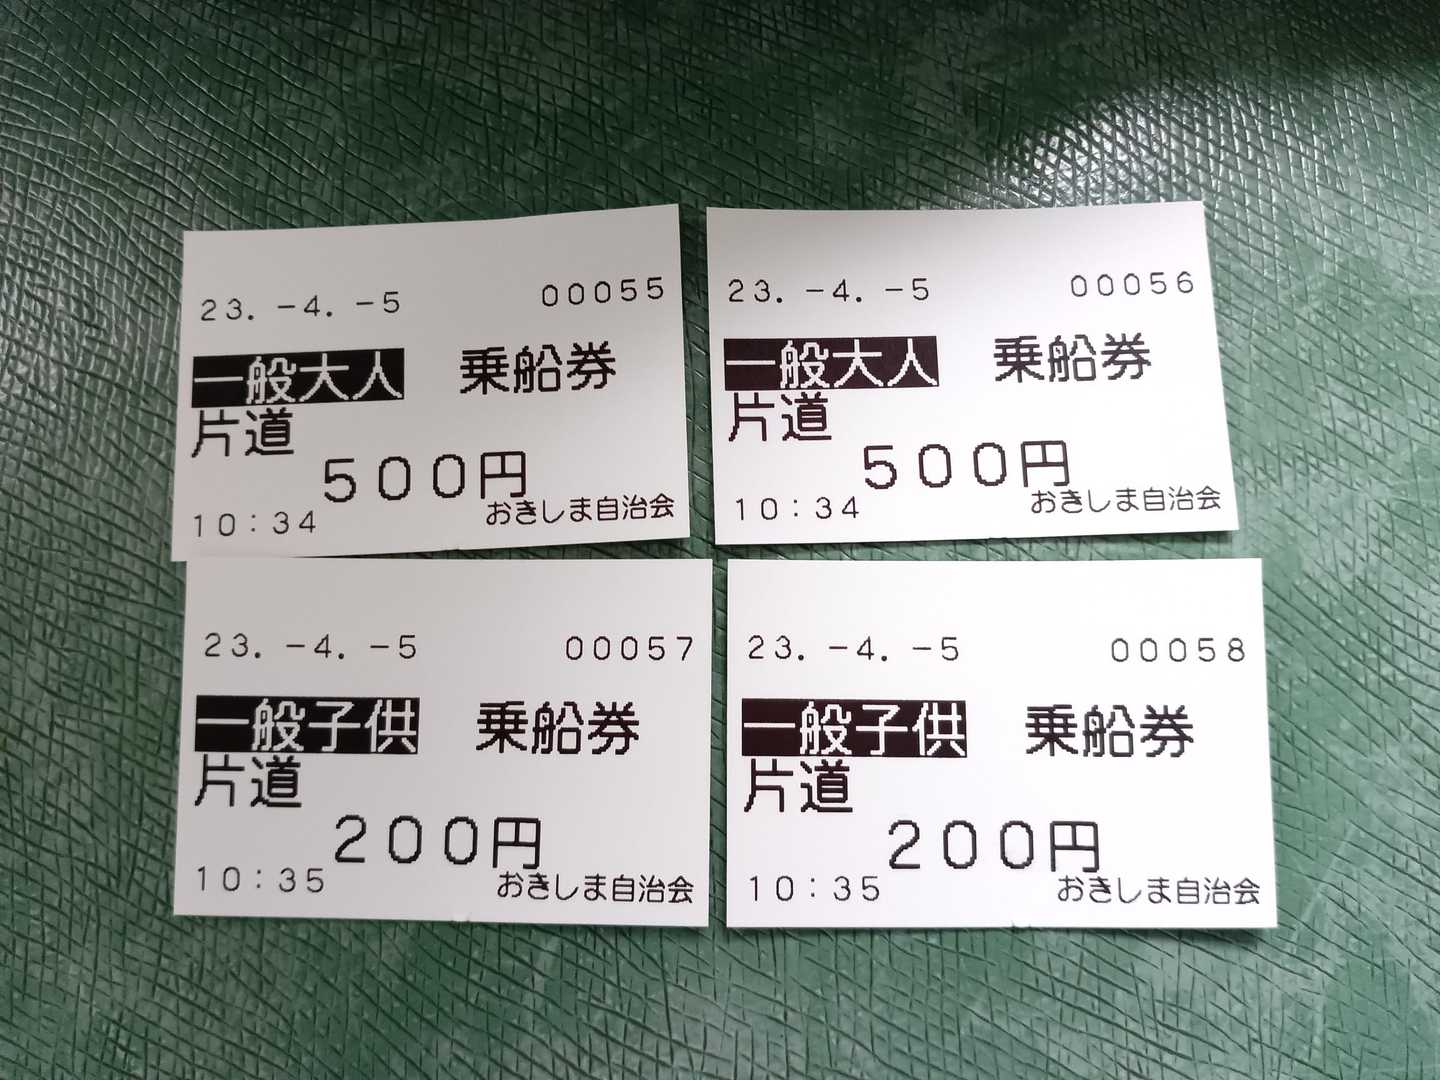 23. -4. -5 00055
一般大人 乗船券
片道
500円
10:34 おきしま自治会
23. -4. -5 00056
一般大人 乗船券
片道
500円
10:34 おきしま自治会
23. -4. -5 00057
一般子供 乗船券
片道
200円
10:35 おきしま自治会
23. -4. -5 00058
一般子供 乗船券
片道
200円
10:35 おきしま自治会